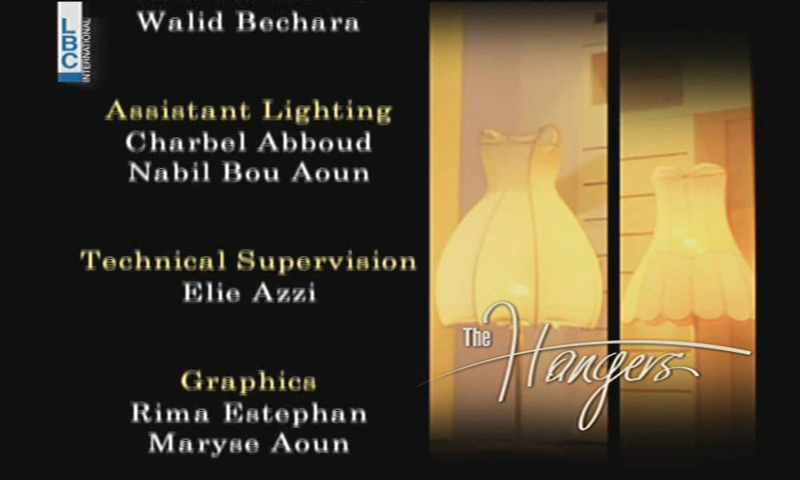 LBC
INTERNATIONAL
Walid Bechara
Assistant Lighting
Charbel Abboud
Nabil Bou Aoun
Technical Supervision
Elie Azzi
Graphics
Rima Estephan
Maryse Aoun
The Hangers